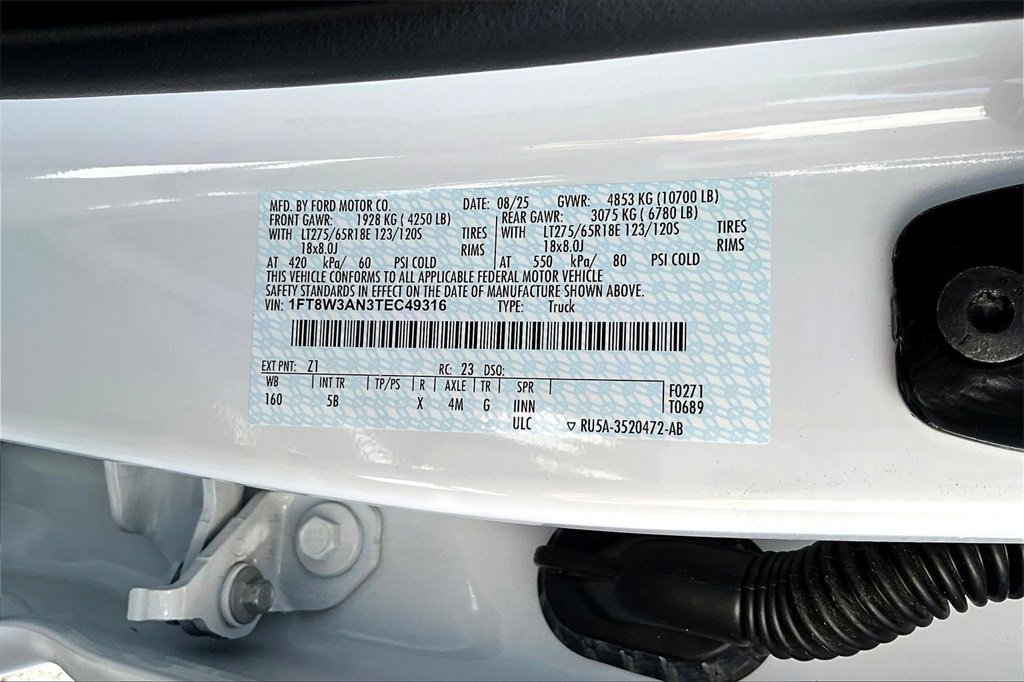 MFD. BY FORD MOTOR CO. DATE: 08/25 GVWR: 4853 KG (10700 LB)
FRONT GAWR: 1928 KG ( 4250 LB) REAR GAWR: 3075 KG ( 6780 LB)
WITH LT275/65R18E 123/120S TIRES WITH LT275/65R18E 123/120S TIRES
18x8.0J RIMS 18x8.0J RIMS
AT 420 kPa/ 60 PSI COLD AT 550 kPa/ 80 PSI COLD
THIS VEHICLE CONFORMS TO ALL APPLICABLE FEDERAL MOTOR VEHICLE
SAFETY STANDARDS IN EFFECT ON THE DATE OF MANUFACTURE SHOWN ABOVE.
VIN: 1FT8W3AN3TEC49316 TYPE: Truck
EXT PNT: Z1 RC: 23 DSO:
WB INT TR TP/PS R AXLE TR SPR F0271
160 5B X 4M G IINN T0689
ULC ▽ RU5A-3520472-AB